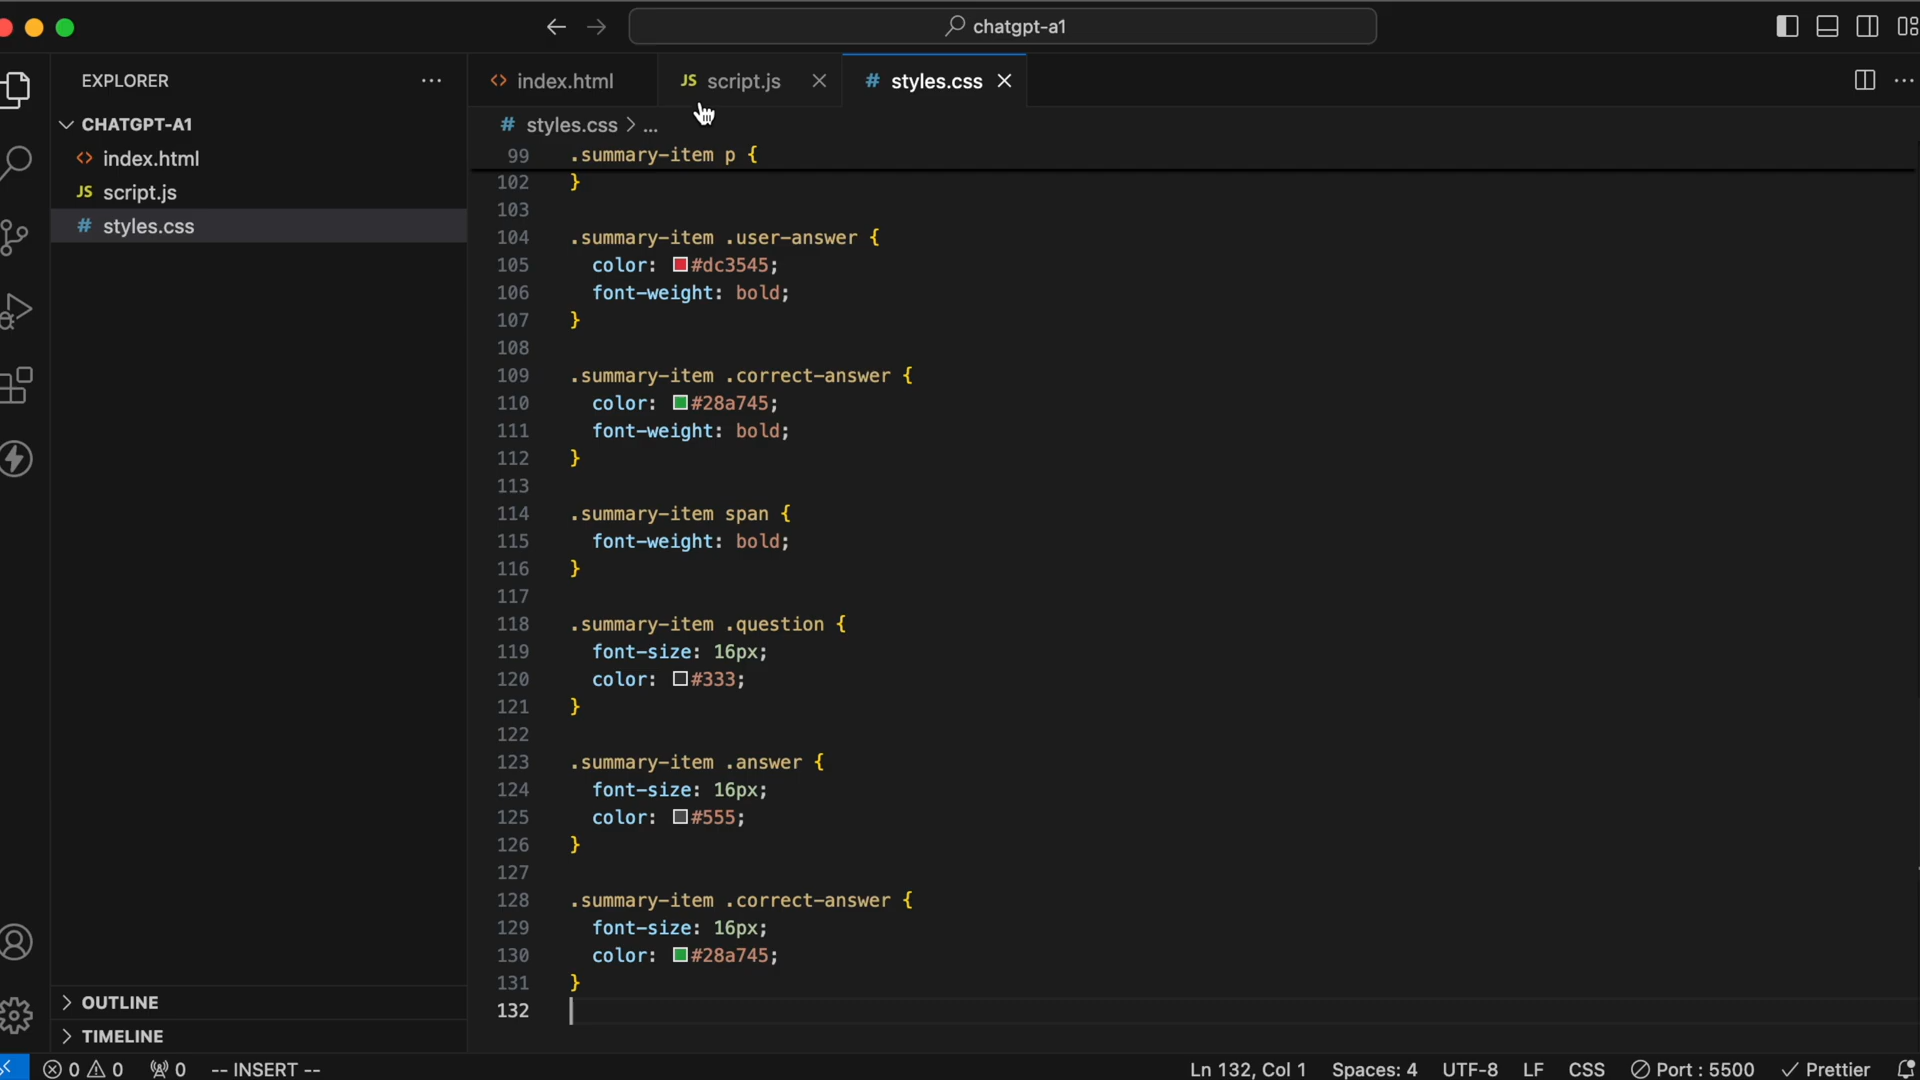 chatgpt-a1
EXPLORER ...
CHATGPT-A1
<> index.html
JS script.js
# styles.css
OUTLINE
TIMELINE
<> index.html JS script.js # styles.css
# styles.css > ...
99 .summary-item p {
102 }
103
104 .summary-item .user-answer {
105 color: #dc3545;
106 font-weight: bold;
107 }
108
109 .summary-item .correct-answer {
110 color: #28a745;
111 font-weight: bold;
112 }
113
114 .summary-item span {
115 font-weight: bold;
116 }
117
118 .summary-item .question {
119 font-size: 16px;
120 color: #333;
121 }
122
123 .summary-item .answer {
124 font-size: 16px;
125 color: #555;
126 }
127
128 .summary-item .correct-answer {
129 font-size: 16px;
130 color: #28a745;
131 }
132
0 0 0 -- INSERT -- Ln 132, Col 1 Spaces: 4 UTF-8 LF CSS Port : 5500 Prettier